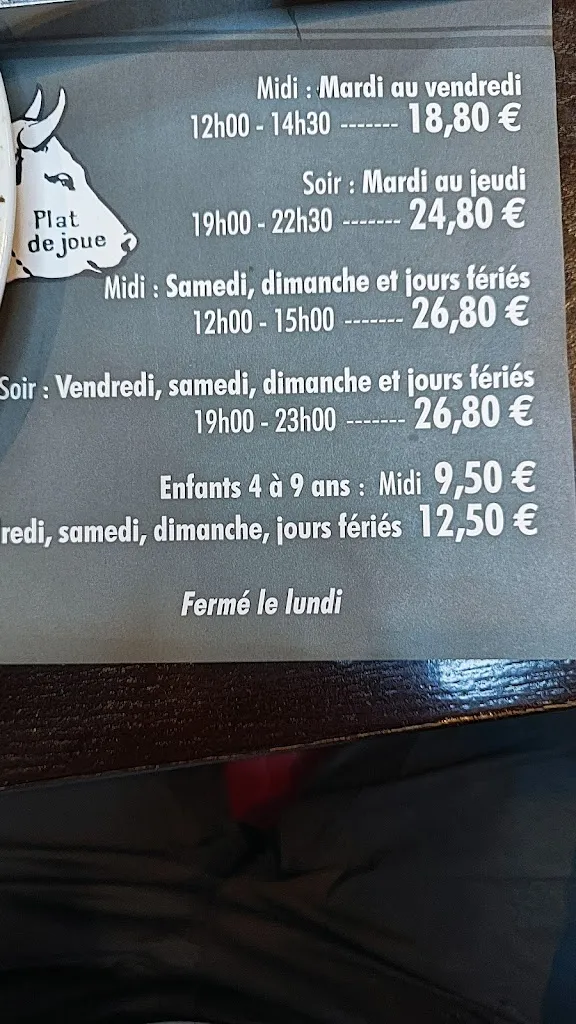 Midi : Mardi au vendredi
12h00 - 14h30 ------- 18,80 €
Soir : Mardi au jeudi
19h00 - 22h30 ------- 24,80 €
Plat
de joue
Midi : Samedi, dimanche et jours fériés
12h00 - 15h00 ------- 26,80 €
Soir : Vendredi, samedi, dimanche et jours fériés
19h00 - 23h00 ------- 26,80 €
Enfants 4 à 9 ans : Midi 9,50 €
redi, samedi, dimanche, jours fériés 12,50 €
Fermé le lundi